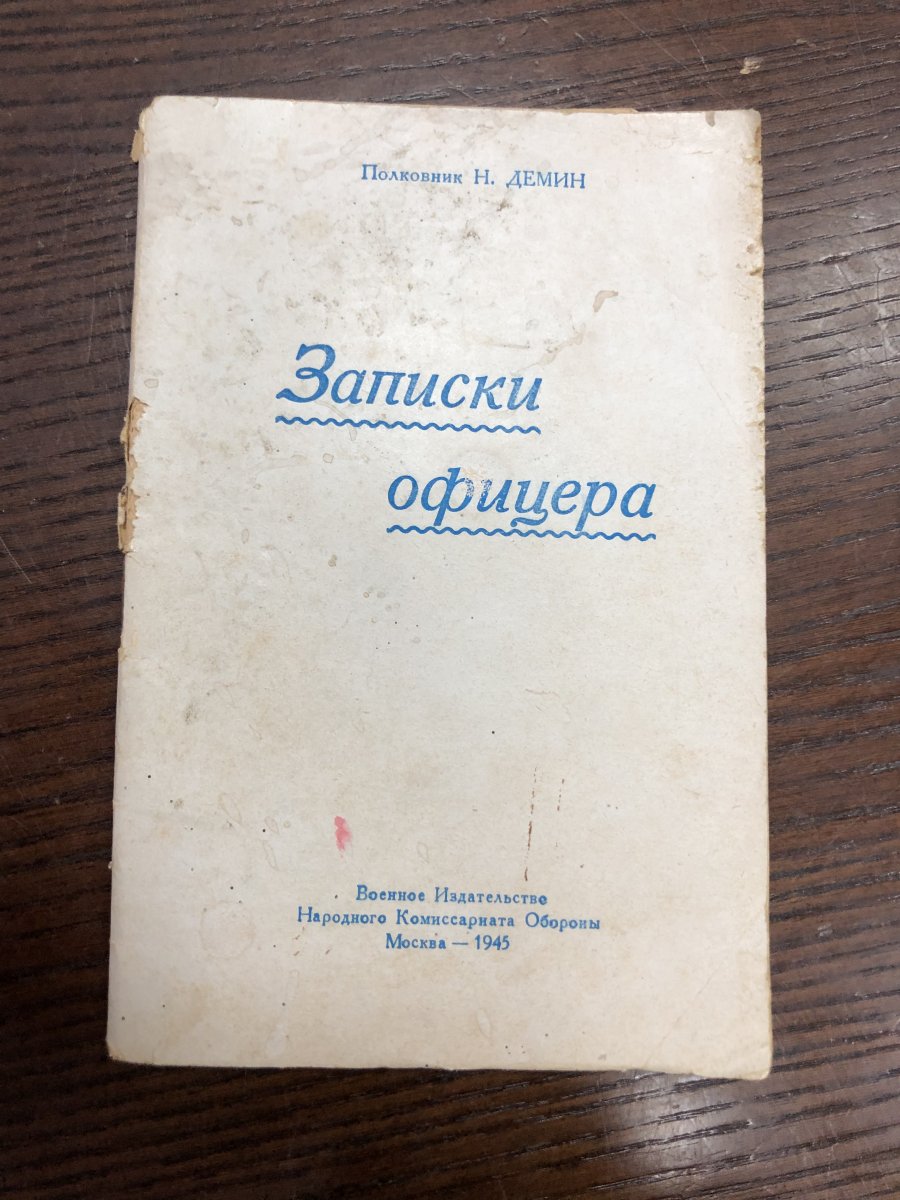 Полковник Н. ДЕМИН
Записки
офицера
Военное Издательство
Народного Комиссариата Обороны
Москва — 1945